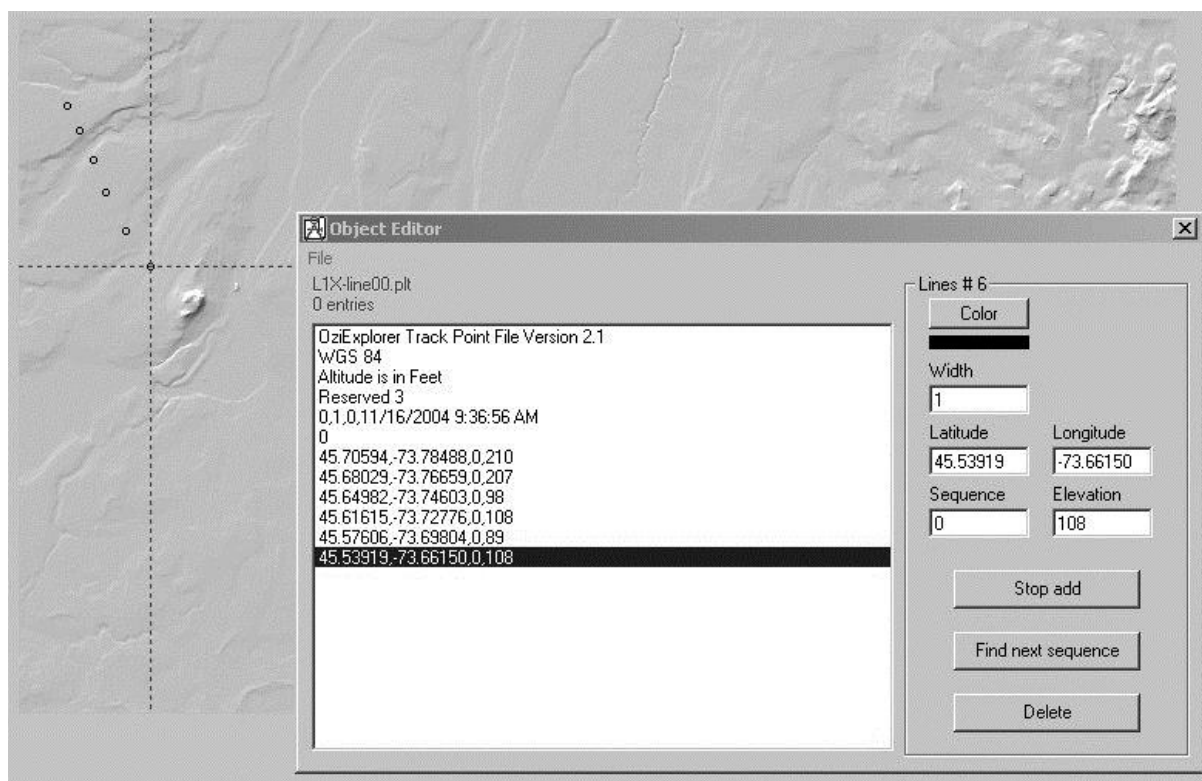 Object Editor
File
L1X-line00.plt
0 entries
OziExplorer Track Point File Version 2.1
WGS 84
Altitude is in Feet
Reserved 3
0,1,0,11/16/2004 9:36:56 AM
0
45.70594,-73.78488,0,210
45.68029,-73.76659,0,207
45.64982,-73.74603,0,98
45.61615,-73.72776,0,108
45.57606,-73.69804,0,89
45.53919,-73.66150,0,108
Lines # 6
Color
Width
1
Latitude Longitude
45.53919 -73.66150
Sequence Elevation
0 108
Stop add
Find next sequence
Delete